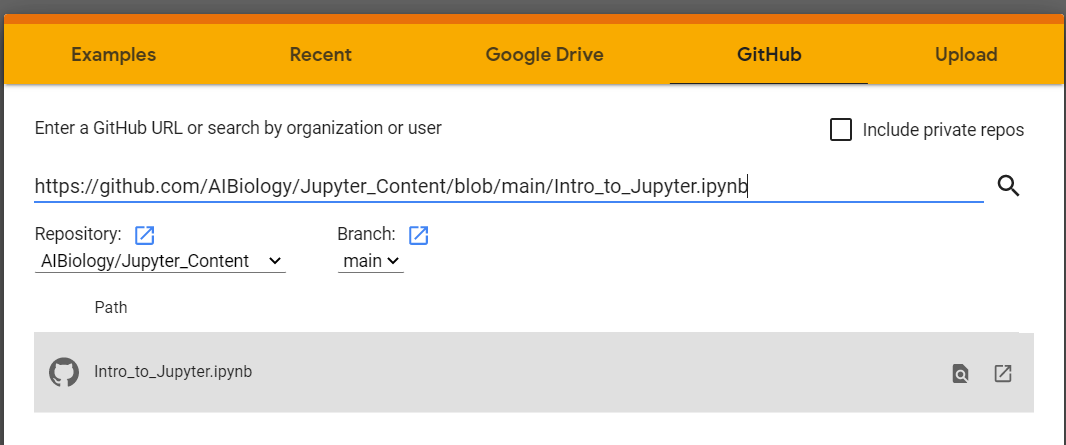 Examples Recent Google Drive GitHub Upload
Enter a GitHub URL or search by organization or user Include private repos
https://github.com/AIBiology/Jupyter_Content/blob/main/Intro_to_Jupyter.ipynb
Repository: Branch:
AIBiology/Jupyter_Content main
Path
Intro_to_Jupyter.ipynb